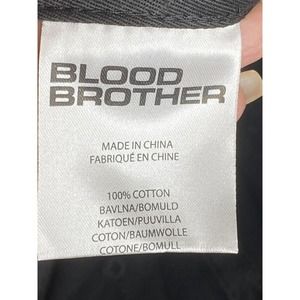 BLOOD
BROTHER
MADE IN CHINA
FABRIQUÉ EN CHINE
100% COTTON
BAVLNA/BOMULD
KATOEN/PUUVILLA
COTON/BAUMWOLLE
COTONE/BOMULL